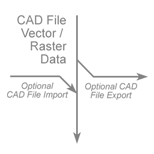 CAD File
Vector /
Raster
Data
Optional
CAD File Import
Optional CAD
File Export